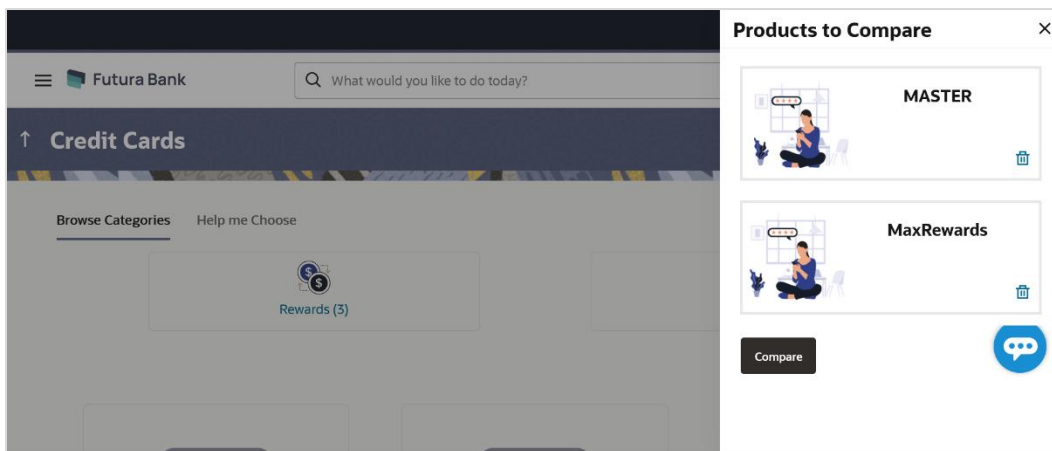 Products to Compare
Futura Bank
What would you like to do today?
MASTER
Credit Cards
Browse Categories
Help me Choose
MaxRewards
Rewards (3)
Compare